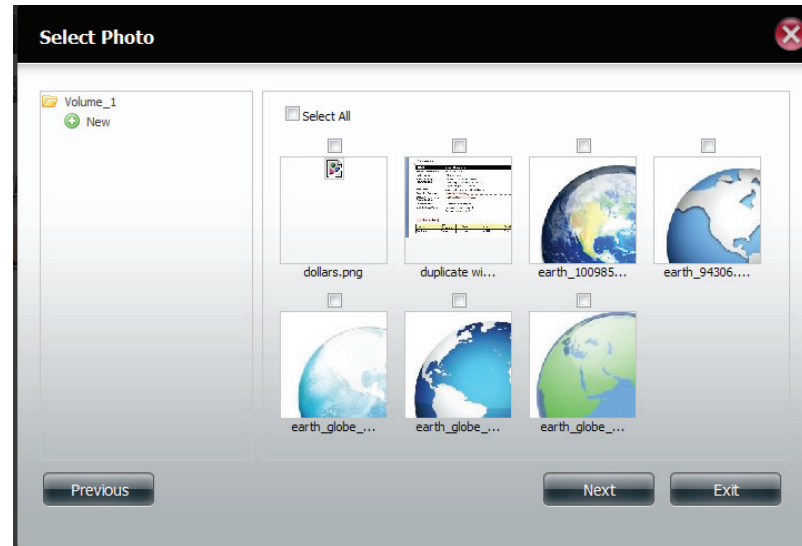 Select Photo
Volume_1
New
Select All
dollars.png
duplicate wi...
earth_100985...
earth_94306....
earth_globe_...
earth_globe_...
earth_globe_...
Previous
Next
Exit